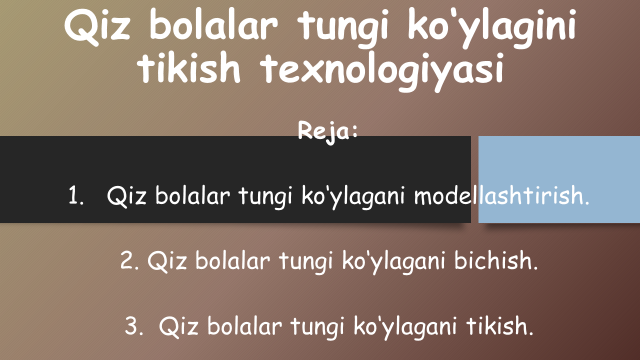 Qiz bolalar tungi ko‘ylagini
tikish texnologiyasi
Reja:
1. Qiz bolalar tungi ko‘ylagani modellashtirish.
2. Qiz bolalar tungi ko‘ylagani bichish.
3. Qiz bolalar tungi ko‘ylagani tikish.